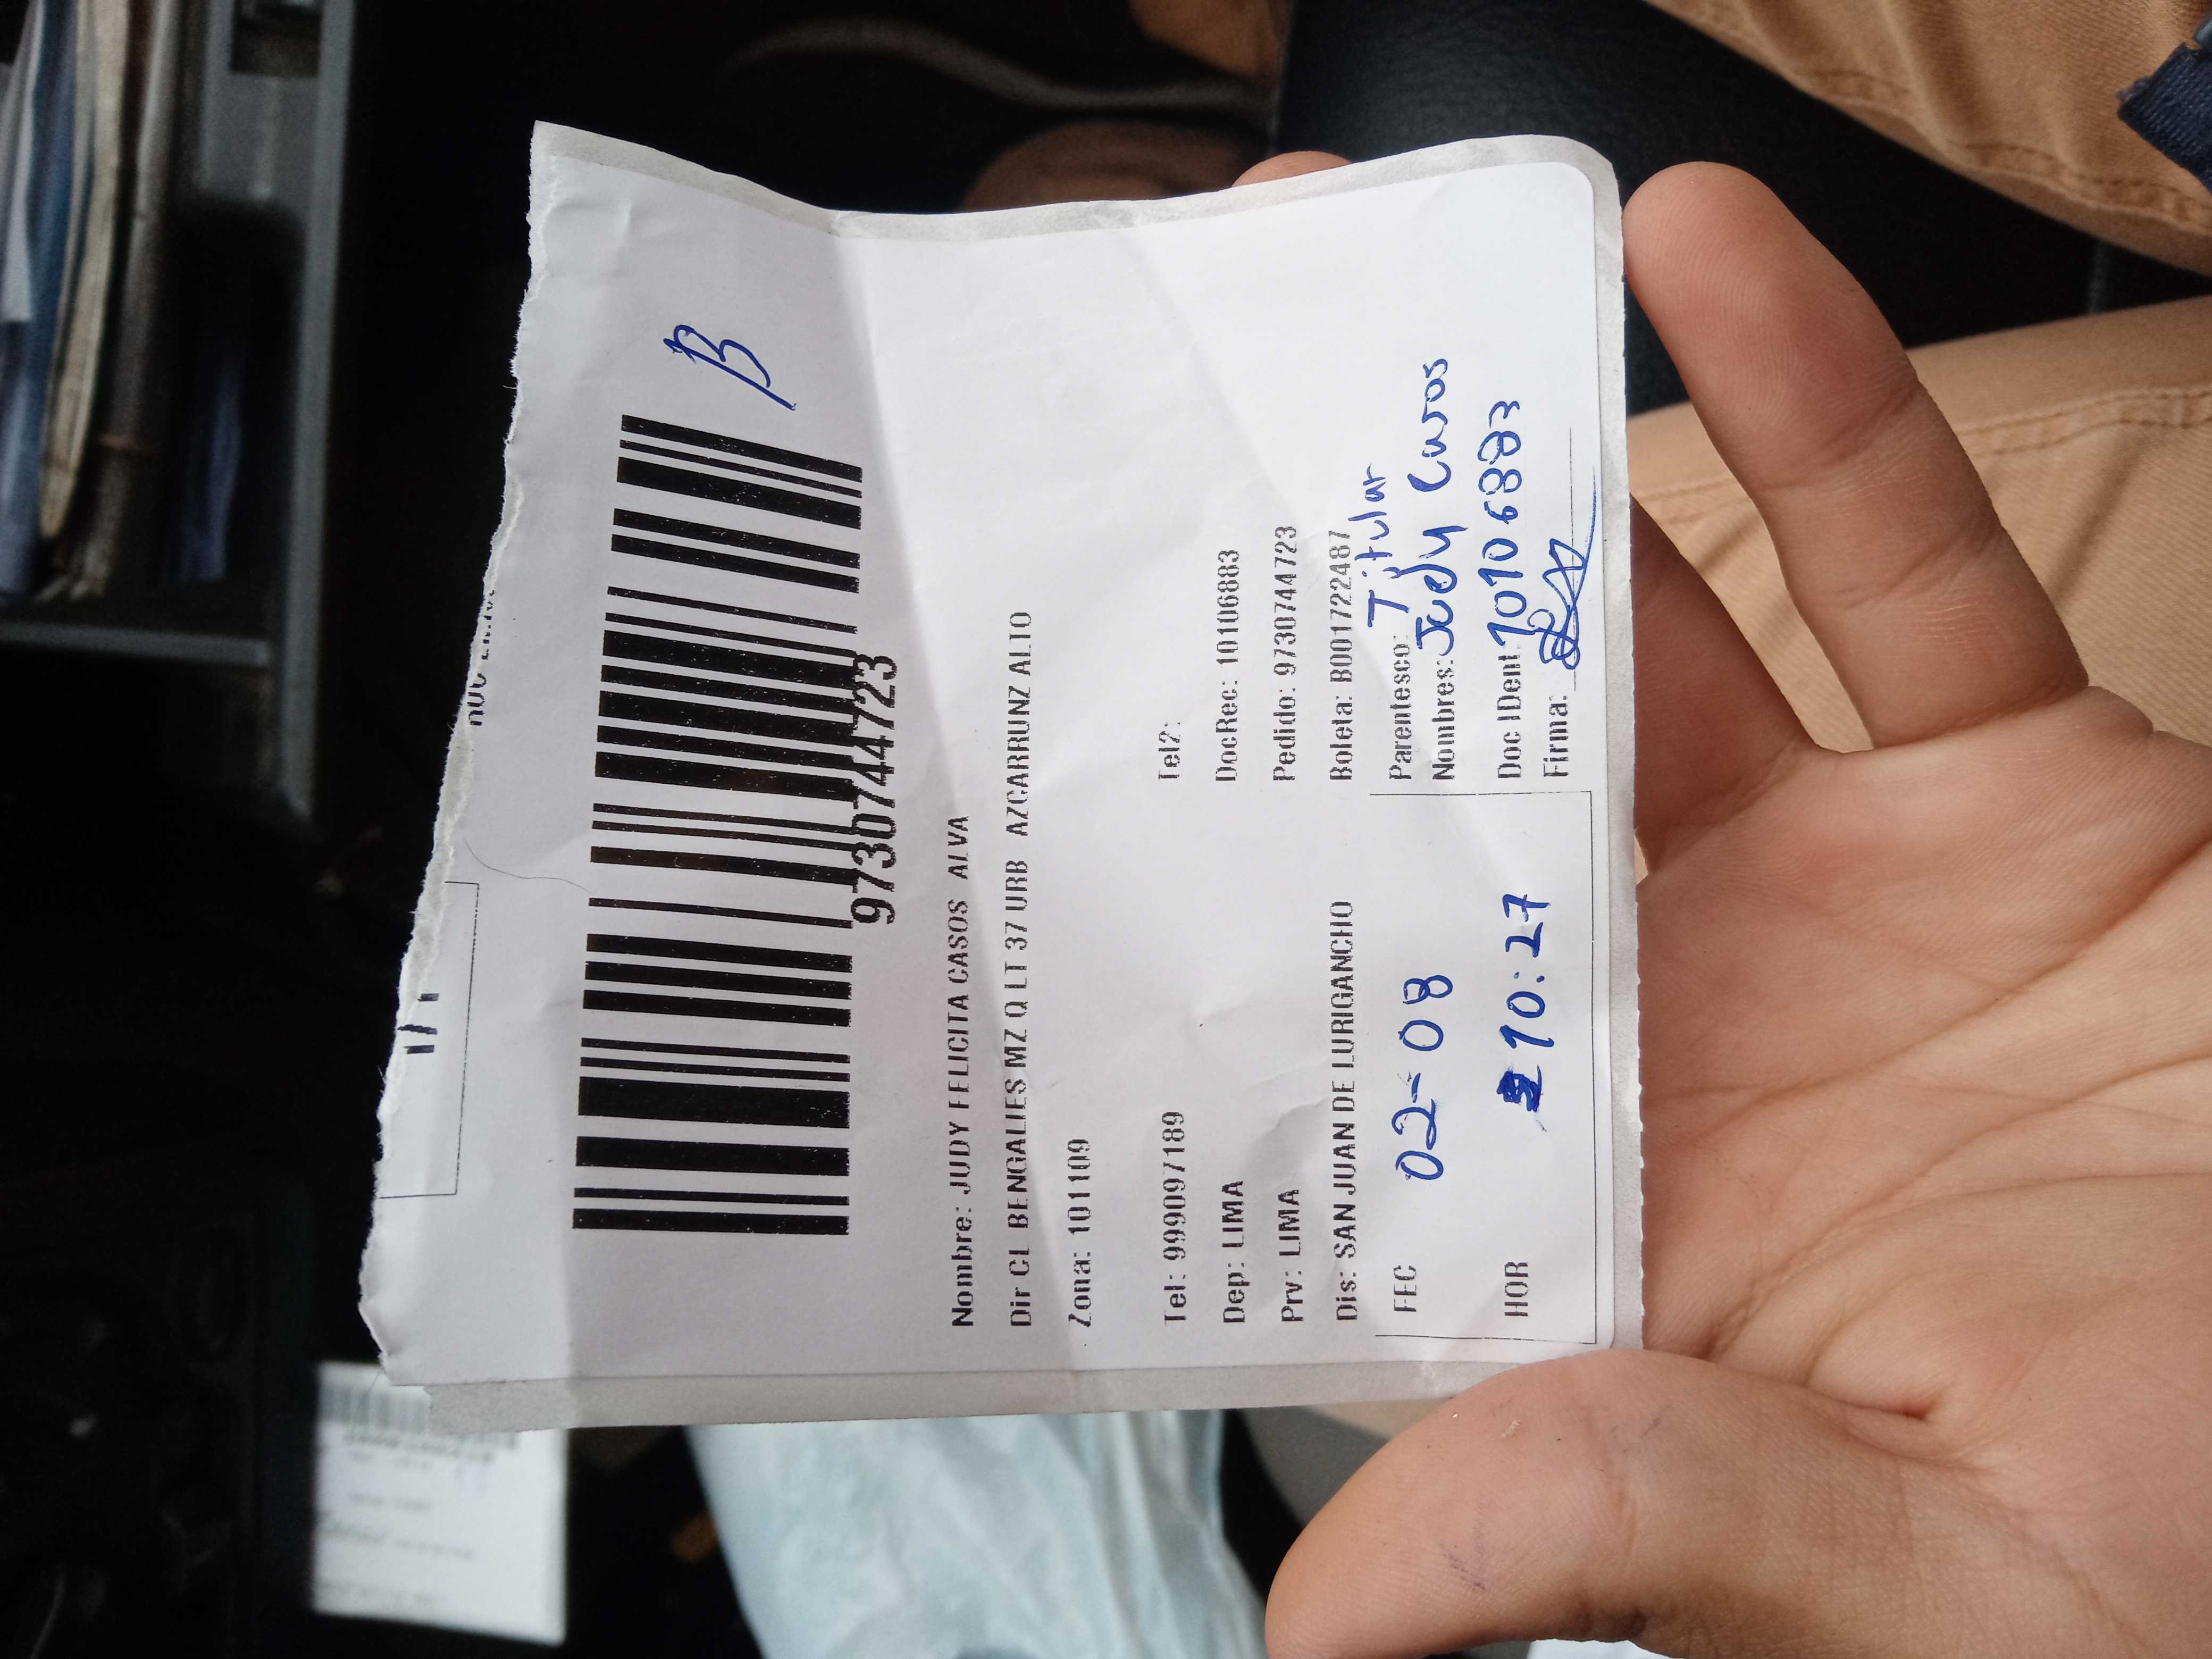 B
9730744723
Nombre: JUDY FELICITA CASOS ALVA
Dir CL BENGALIES MZ Q LT 37 URB AZCARRUNZ ALTO
Zona: 101109
Tel: 999097189 Tel2:
Dep: LIMA DocRec: 10106883
Prv: LIMA Pedido: 9730744723
Dis: SAN JUAN DE LURIGANCHO Boleta: B001722487
FEC 02-08 Parentesco: Titular
Nombres: Judy Casos
HOR 10:27 Doc IDent: 10106883
Firma: